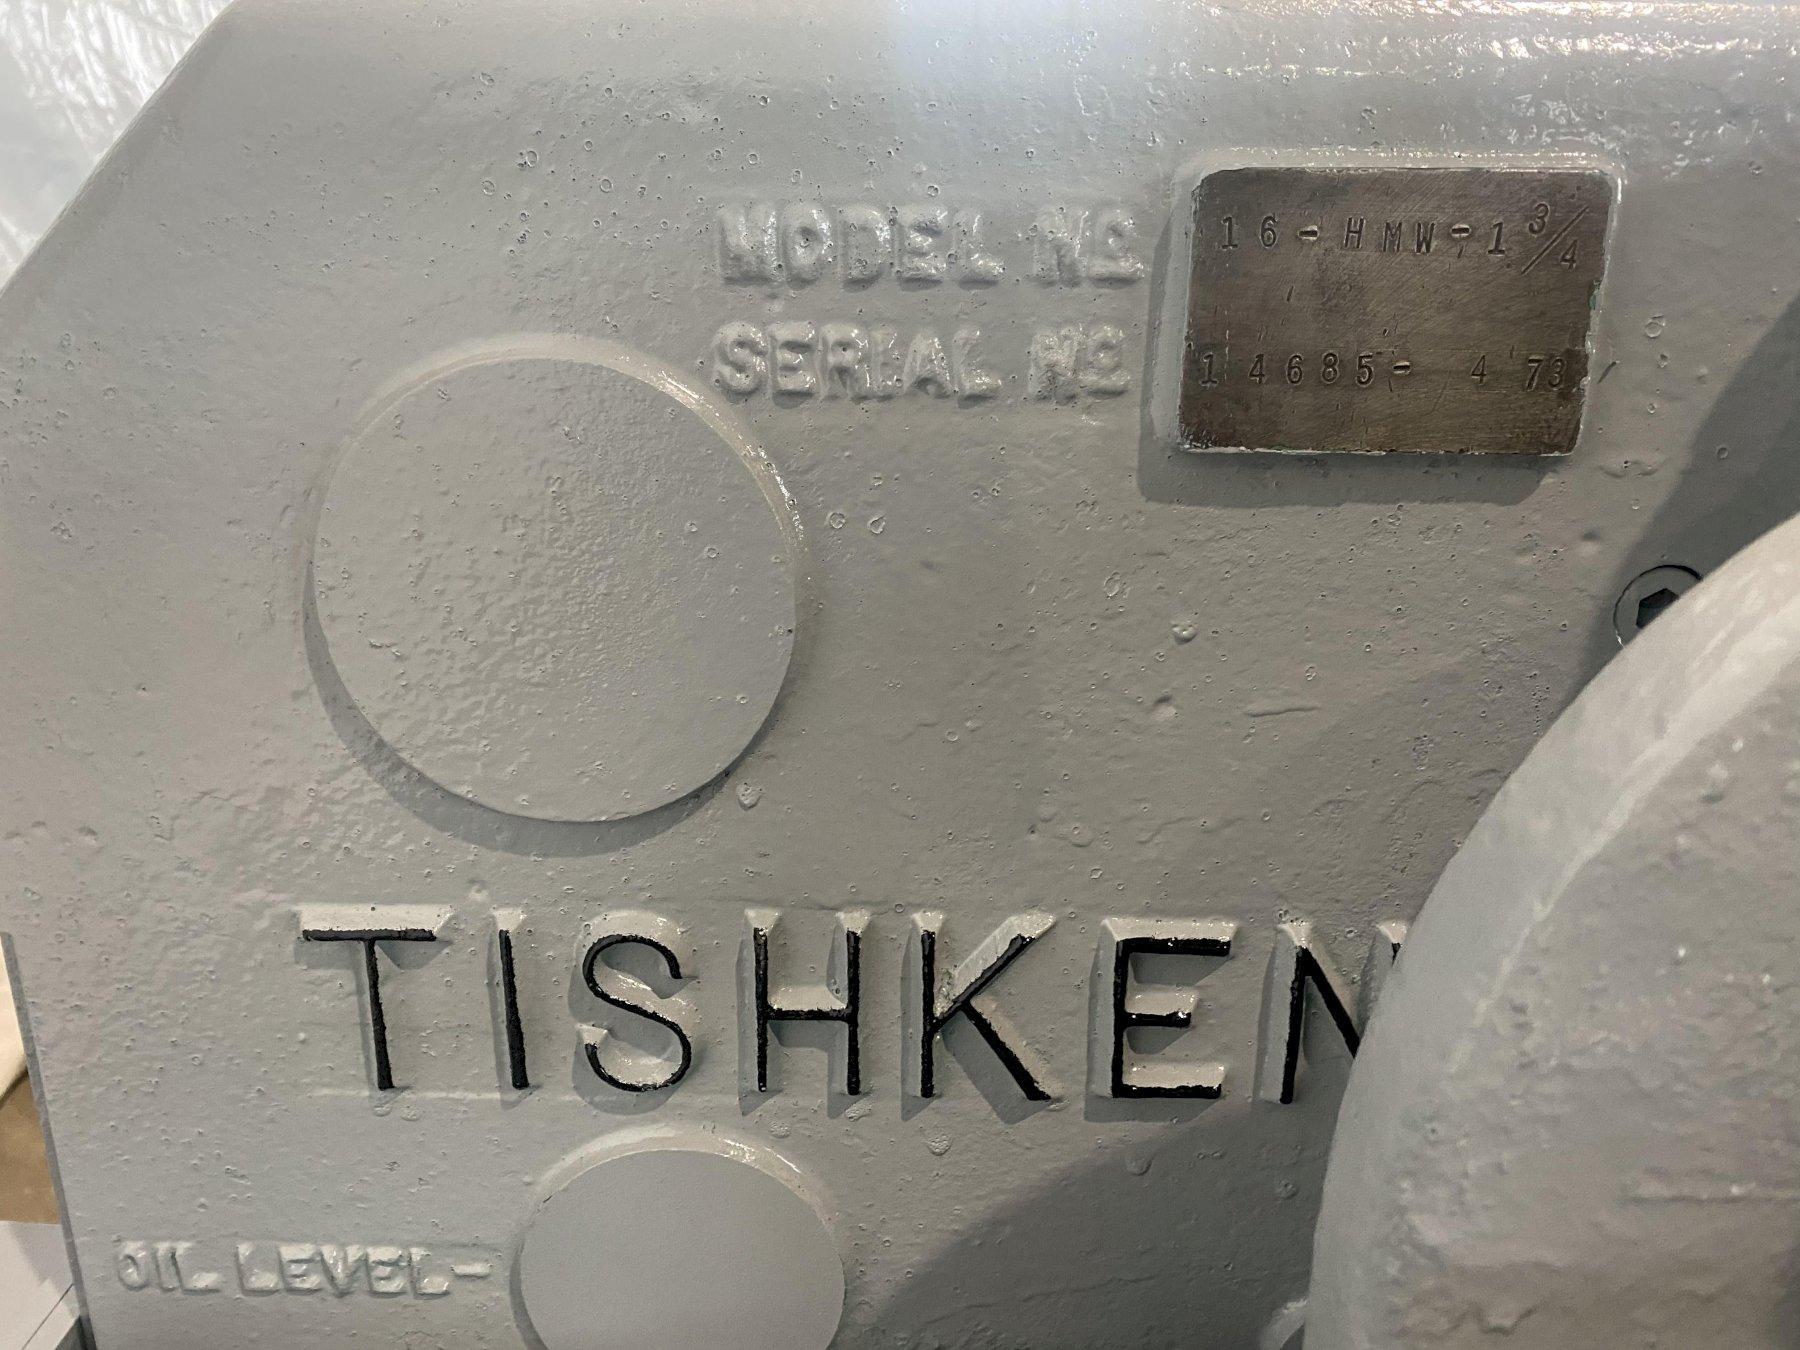 MODEL No 16-HMW-1 3/4
SERIAL No 14685- 4 73
TISHKEN
OIL LEVEL-